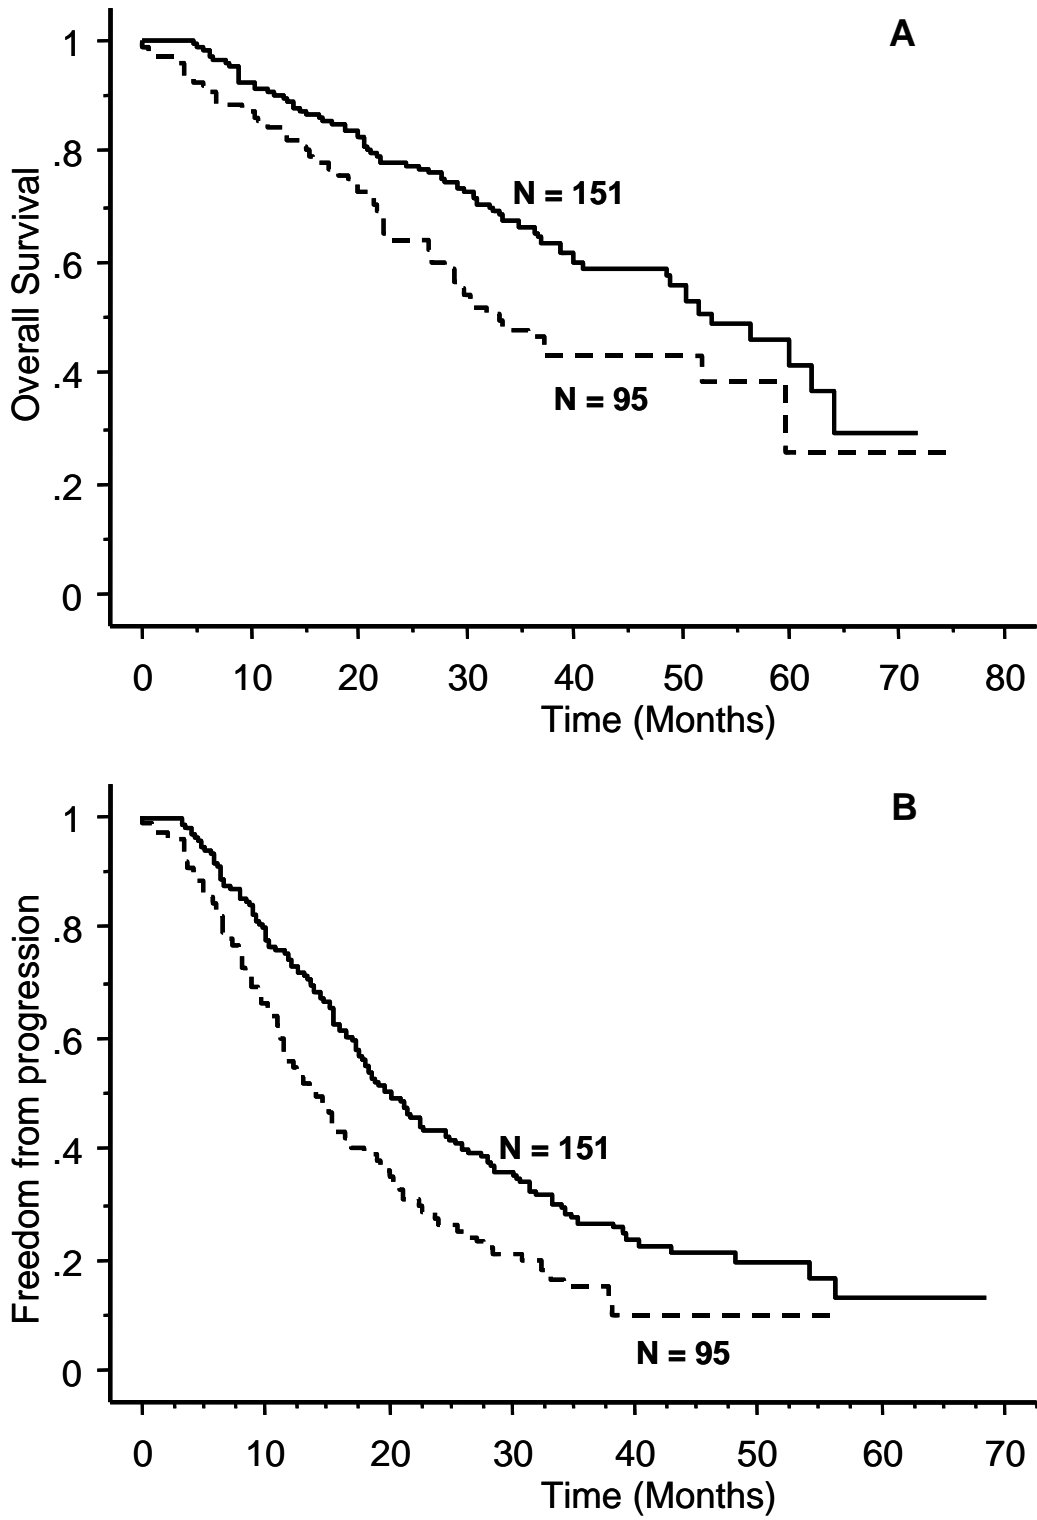 A
1
.8
.6
.4
.2
0
Overall Survival
N = 151
N = 95
0 10 20 30 40 50 60 70 80
Time (Months)
B
1
.8
.6
.4
.2
0
Freedom from progression
N = 151
N = 95
0 10 20 30 40 50 60 70
Time (Months)